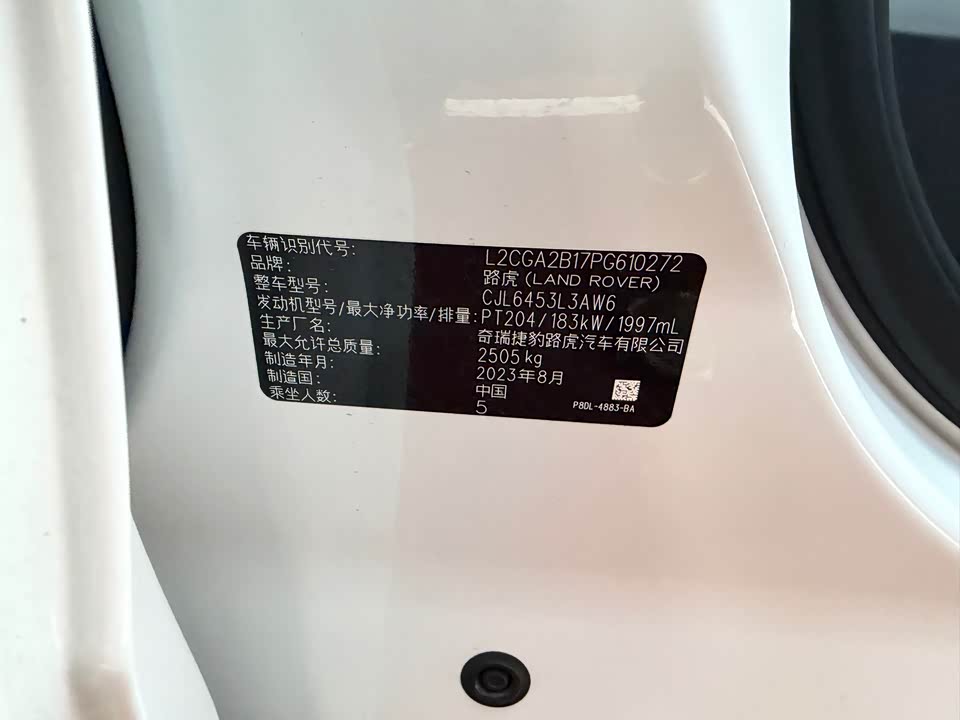 车辆识别代号: L2CGA2B17PG610272
品牌: 路虎(LAND ROVER)
整车型号: CJL6453L3AW6
发动机型号/最大净功率/排量: PT204/183kW/1997mL
生产厂名: 奇瑞捷豹路虎汽车有限公司
最大允许总质量: 2505kg
制造年月: 2023年8月
制造国: 中国
乘坐人数: 5
P8DL-4883-BA